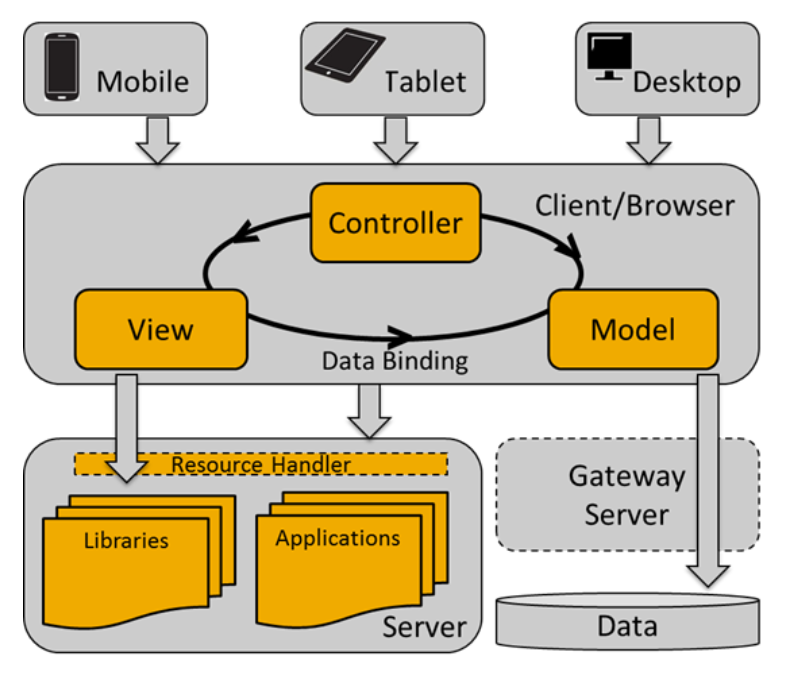 Mobile
Tablet
Desktop
Client/Browser
Controller
View
Model
Data Binding
Resource Handler
Libraries
Applications
Server
Gateway
Server
Data